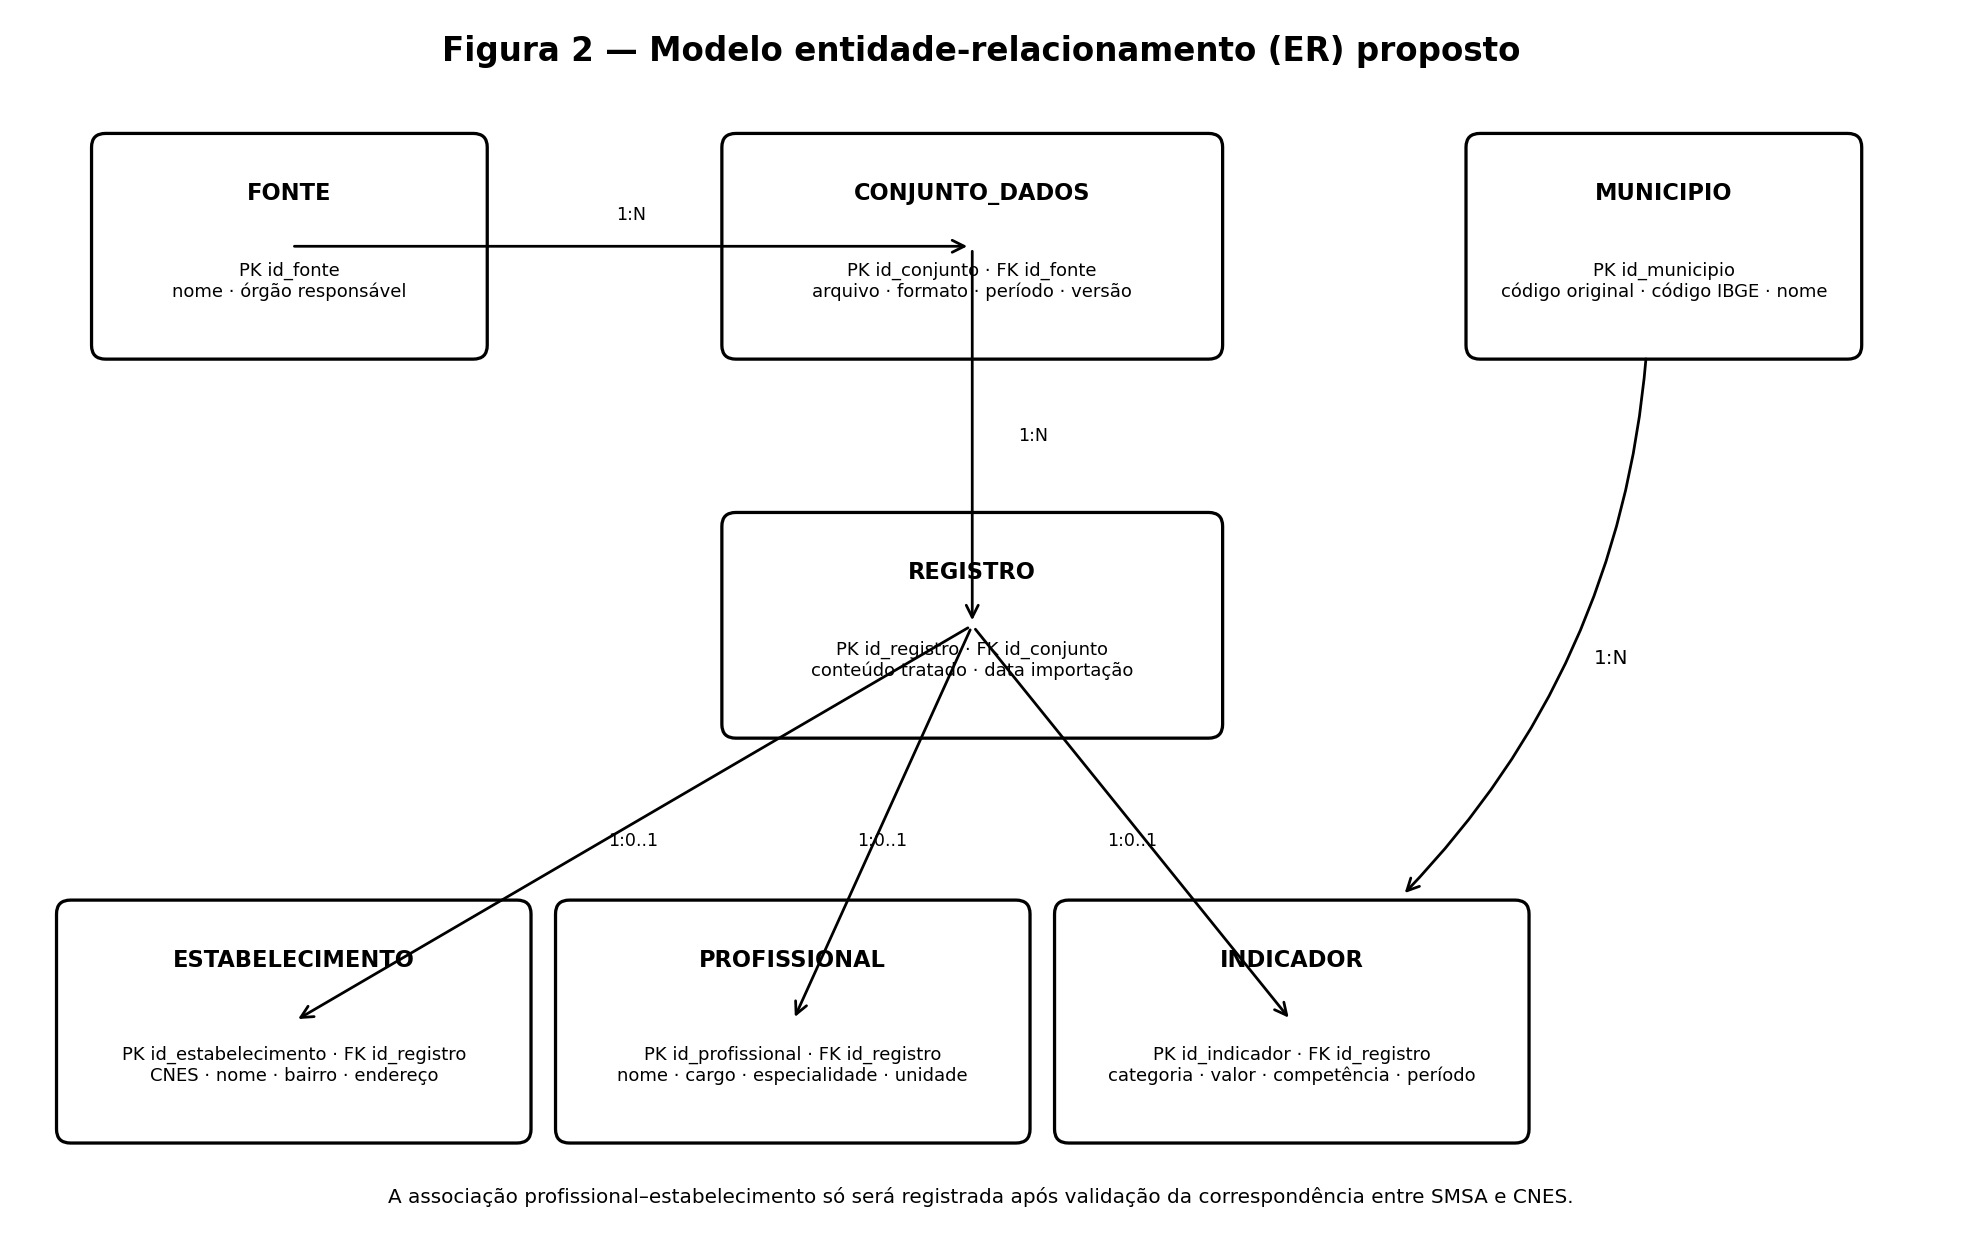 Figura 2 — Modelo entidade-relacionamento (ER) proposto
FONTE
PK id_fonte
nome · órgão responsável
1:N
CONJUNTO_DADOS
PK id_conjunto · FK id_fonte
arquivo · formato · período · versão
MUNICIPIO
PK id_municipio
código original · código IBGE · nome
1:N
REGISTRO
PK id_registro · FK id_conjunto
conteúdo tratado · data importação
1:N
1:0..1
1:0..1
1:0..1
ESTABELECIMENTO
PK id_estabelecimento · FK id_registro
CNES · nome · bairro · endereço
PROFISSIONAL
PK id_profissional · FK id_registro
nome · cargo · especialidade · unidade
INDICADOR
PK id_indicador · FK id_registro
categoria · valor · competência · período
A associação profissional–estabelecimento só será registrada após validação da correspondência entre SMSA e CNES.